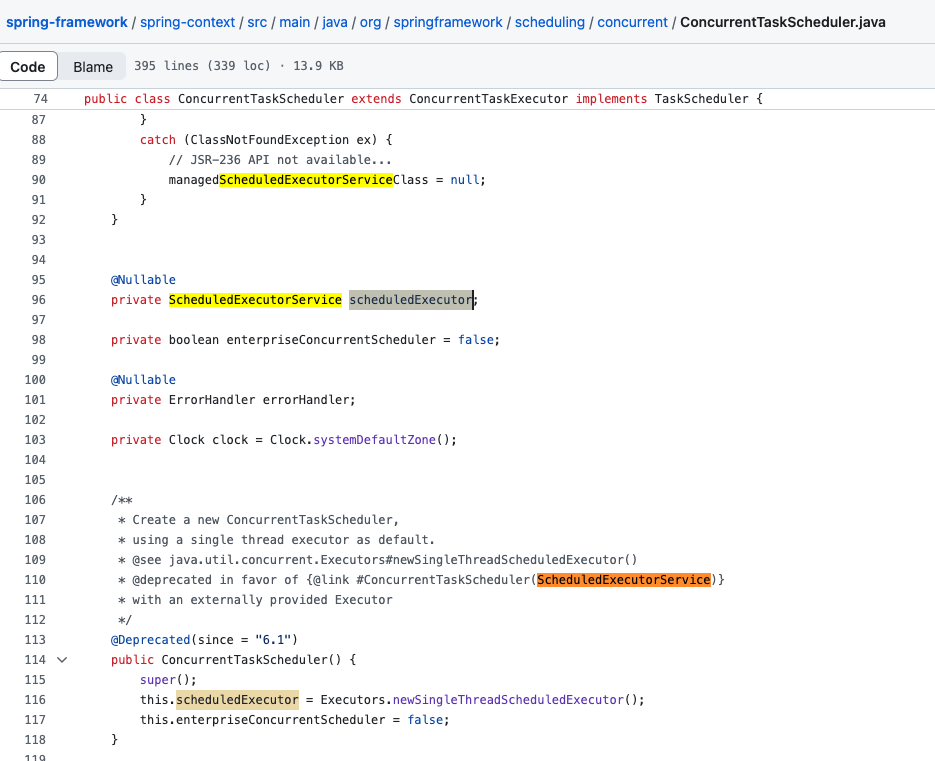 spring-framework / spring-context / src / main / java / org / springframework / scheduling / concurrent / ConcurrentTaskScheduler.java
Code Blame 395 lines (339 loc) · 13.9 KB
74 public class ConcurrentTaskScheduler extends ConcurrentTaskExecutor implements TaskScheduler {
87 }
88 catch (ClassNotFoundException ex) {
89 // JSR-236 API not available...
90 managedScheduledExecutorServiceClass = null;
91 }
92 }
93
94
95 @Nullable
96 private ScheduledExecutorService scheduledExecutor;
97
98 private boolean enterpriseConcurrentScheduler = false;
99
100 @Nullable
101 private ErrorHandler errorHandler;
102
103 private Clock clock = Clock.systemDefaultZone();
104
105
106 /**
107 * Create a new ConcurrentTaskScheduler,
108 * using a single thread executor as default.
109 * @see java.util.concurrent.Executors#newSingleThreadScheduledExecutor()
110 * @deprecated in favor of {@link #ConcurrentTaskScheduler(ScheduledExecutorService)}
111 * with an externally provided Executor
112 */
113 @Deprecated(since = "6.1")
114 public ConcurrentTaskScheduler() {
115 super();
116 this.scheduledExecutor = Executors.newSingleThreadScheduledExecutor();
117 this.enterpriseConcurrentScheduler = false;
118 }
119